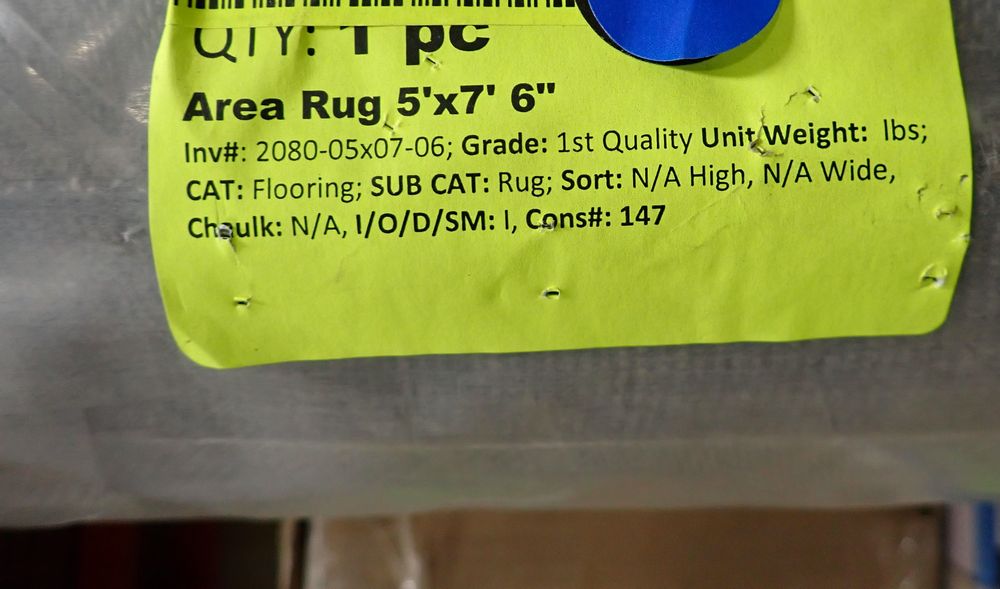 QTY: 1 pc
Area Rug 5'x7' 6"
Inv#: 2080-05x07-06; Grade: 1st Quality Unit Weight: lbs;
CAT: Flooring; SUB CAT: Rug; Sort: N/A High, N/A Wide,
Chaulk: N/A, I/O/D/SM: I, Cons#: 147